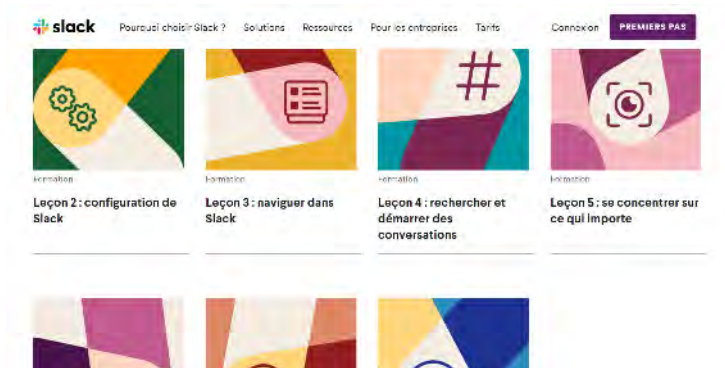 slack Pourquoi choisir Slack ? Solutions Ressources Pour les entreprises Tarifs Connexion PREMIERS PAS
Formation Formation Formation Formation
Leçon 2 : configuration de
Slack
Leçon 3 : naviguer dans
Slack
Leçon 4 : rechercher et
démarrer des
conversations
Leçon 5 : se concentrer sur
ce qui importe